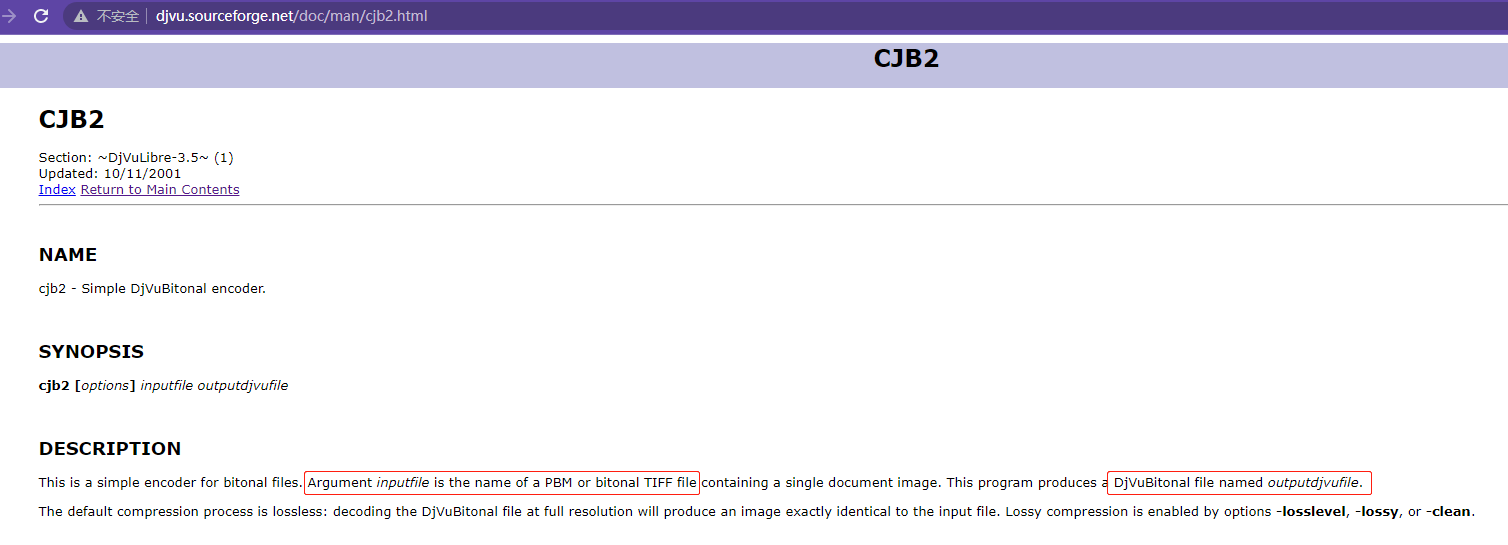 不安全 djvu.sourceforge.net/doc/man/cjb2.html
CJB2
CJB2
Section: ~DjVuLibre-3.5~ (1)
Updated: 10/11/2001
Index Return to Main Contents
NAME
cjb2 - Simple DjVuBitonal encoder.
SYNOPSIS
cjb2 [options] inputfile outputdjvufile
DESCRIPTION
This is a simple encoder for bitonal files. Argument inputfile is the name of a PBM or bitonal TIFF file containing a single document image. This program produces a DjVuBitonal file named outputdjvufile.
The default compression process is lossless: decoding the DjVuBitonal file at full resolution will produce an image exactly identical to the input file. Lossy compression is enabled by options -losslevel, -lossy, or -clean.